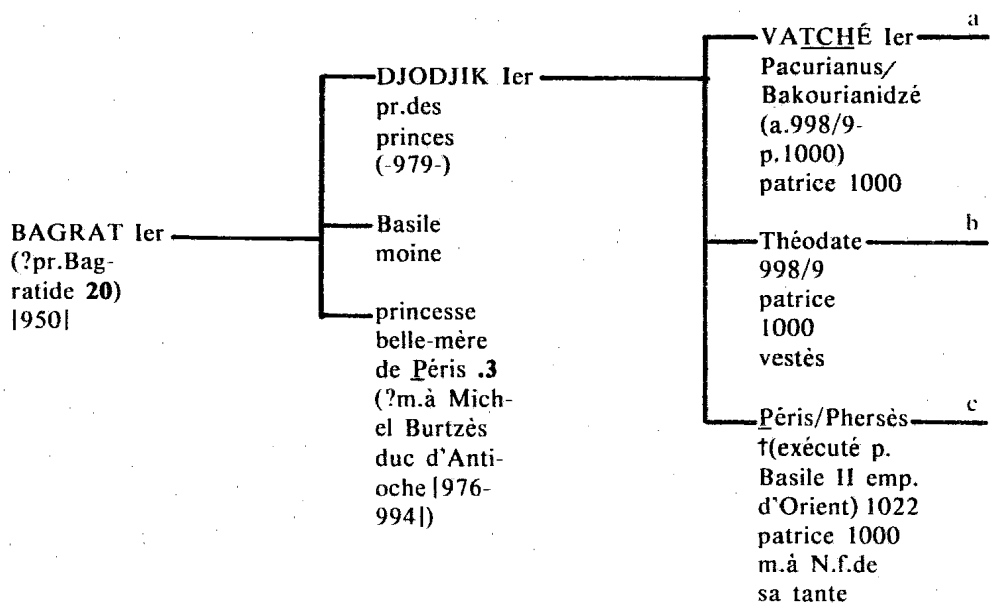 BAGRAT Ier
(?pr.Bag-
ratide 20)
|950|
DJODJIK Ier
pr.des
princes
(-979-)
Basile
moine
princesse
belle-mère
de Péris .3
(?m.à Mich-
el Burtzès
duc d'Anti-
oche |976-
994|)
a
VATCHÉ Ier
Pacurianus/
Bakourianidzé
(a.998/9-
p.1000)
patrice 1000
b
Théodate
998/9
patrice
1000
vestès
c
Péris/Phersès
†(exécuté p.
Basile II emp.
d'Orient) 1022
patrice 1000
m.à N.f.de
sa tante